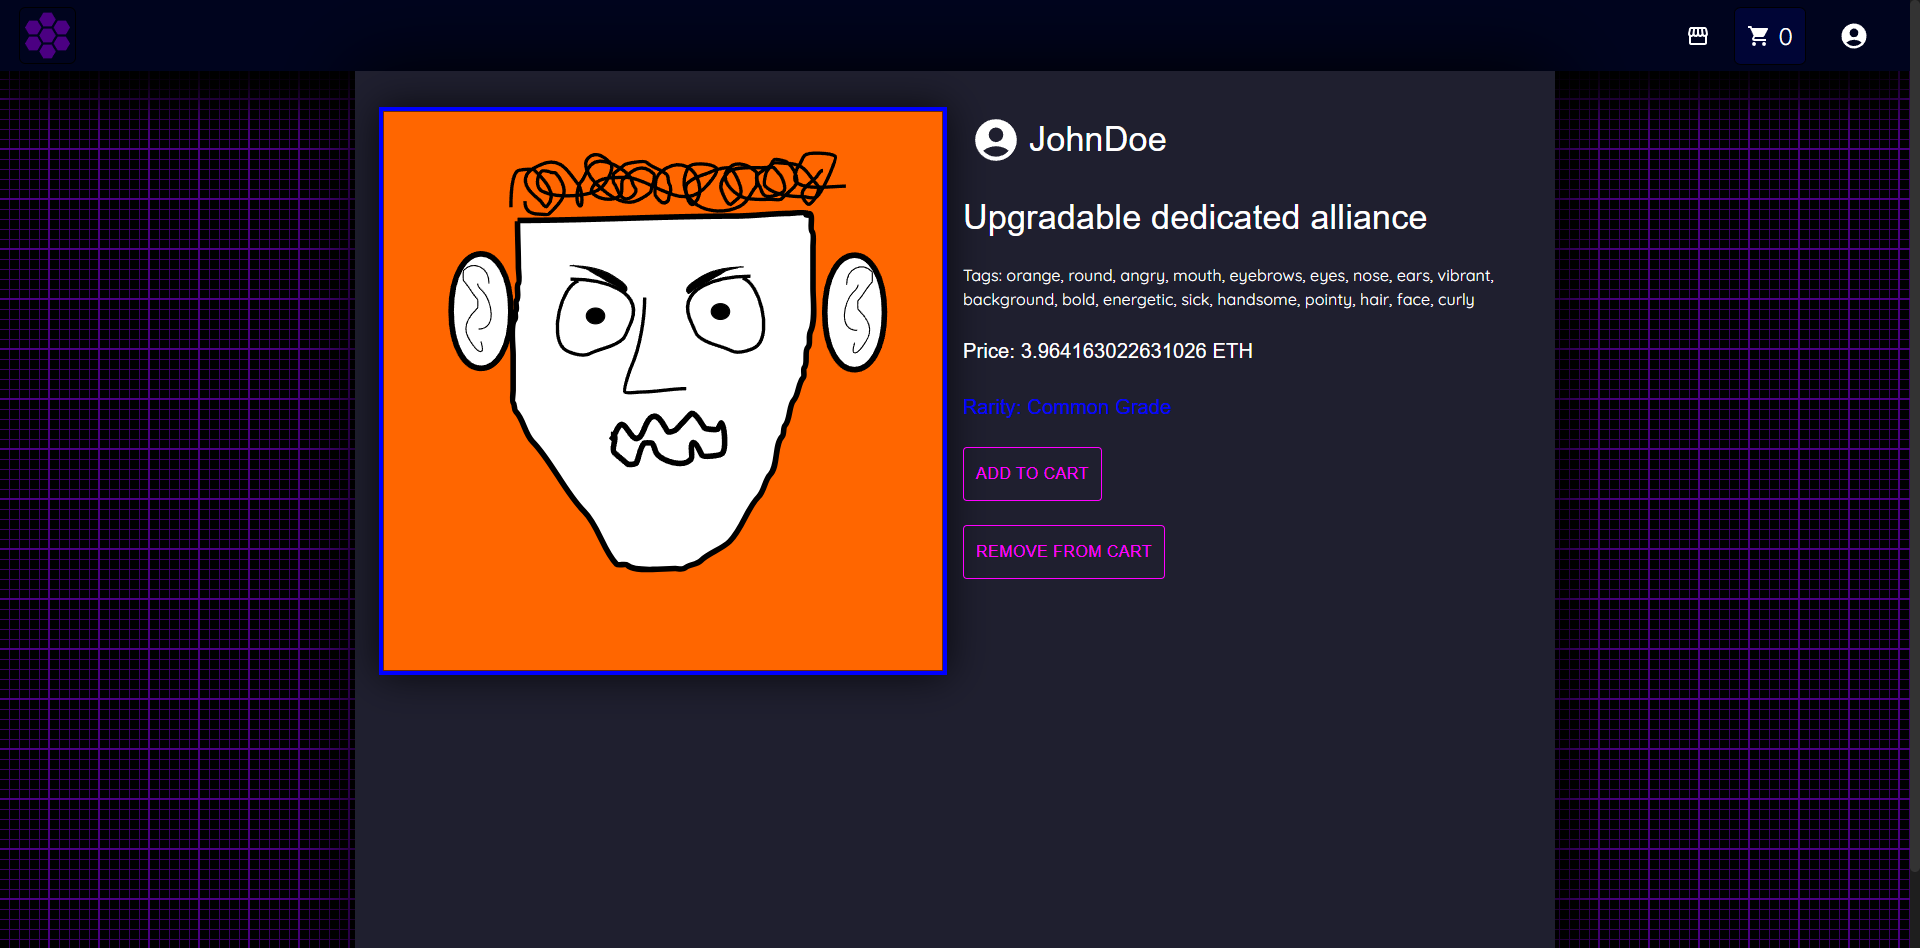 0
JohnDoe
Upgradable dedicated alliance
Tags: orange, round, angry, mouth, eyebrows, eyes, nose, ears, vibrant,
background, bold, energetic, sick, handsome, pointy, hair, face, curly
Price: 3.964163022631026 ETH
Rarity: Common Grade
ADD TO CART
REMOVE FROM CART